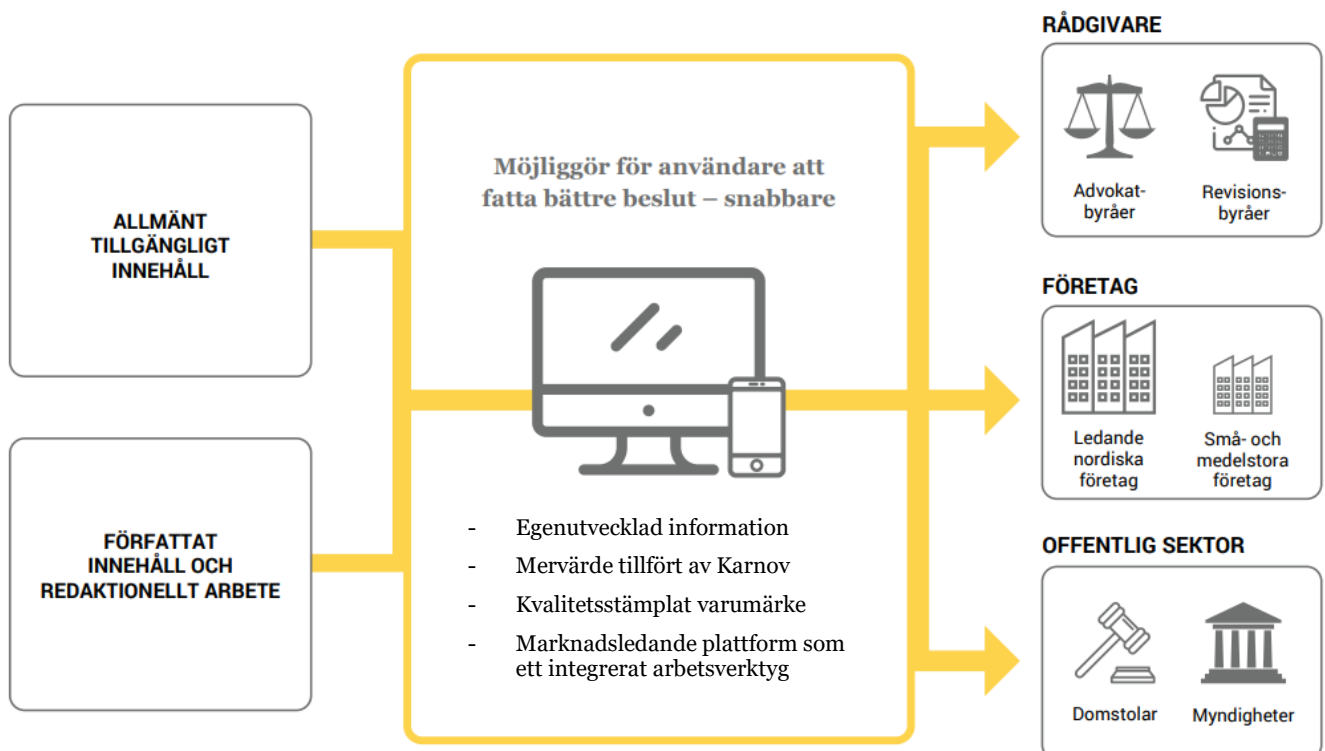 ALLMÄNT
TILLGÄNGLIGT
INNEHÅLL
FÖRFATTAT
INNEHÅLL OCH
REDAKTIONELLT ARBETE
Möjliggör för användare att
fatta bättre beslut – snabbare
- Egenutvecklad information
- Mervärde tillfört av Karnov
- Kvalitetsstämplat varumärke
- Marknadsledande plattform som
ett integrerat arbetsverktyg
RÅDGIVARE
Advokat-
byråer
Revisions-
byråer
FÖRETAG
Ledande
nordiska
företag
Små- och
medelstora
företag
OFFENTLIG SEKTOR
Domstolar
Myndigheter